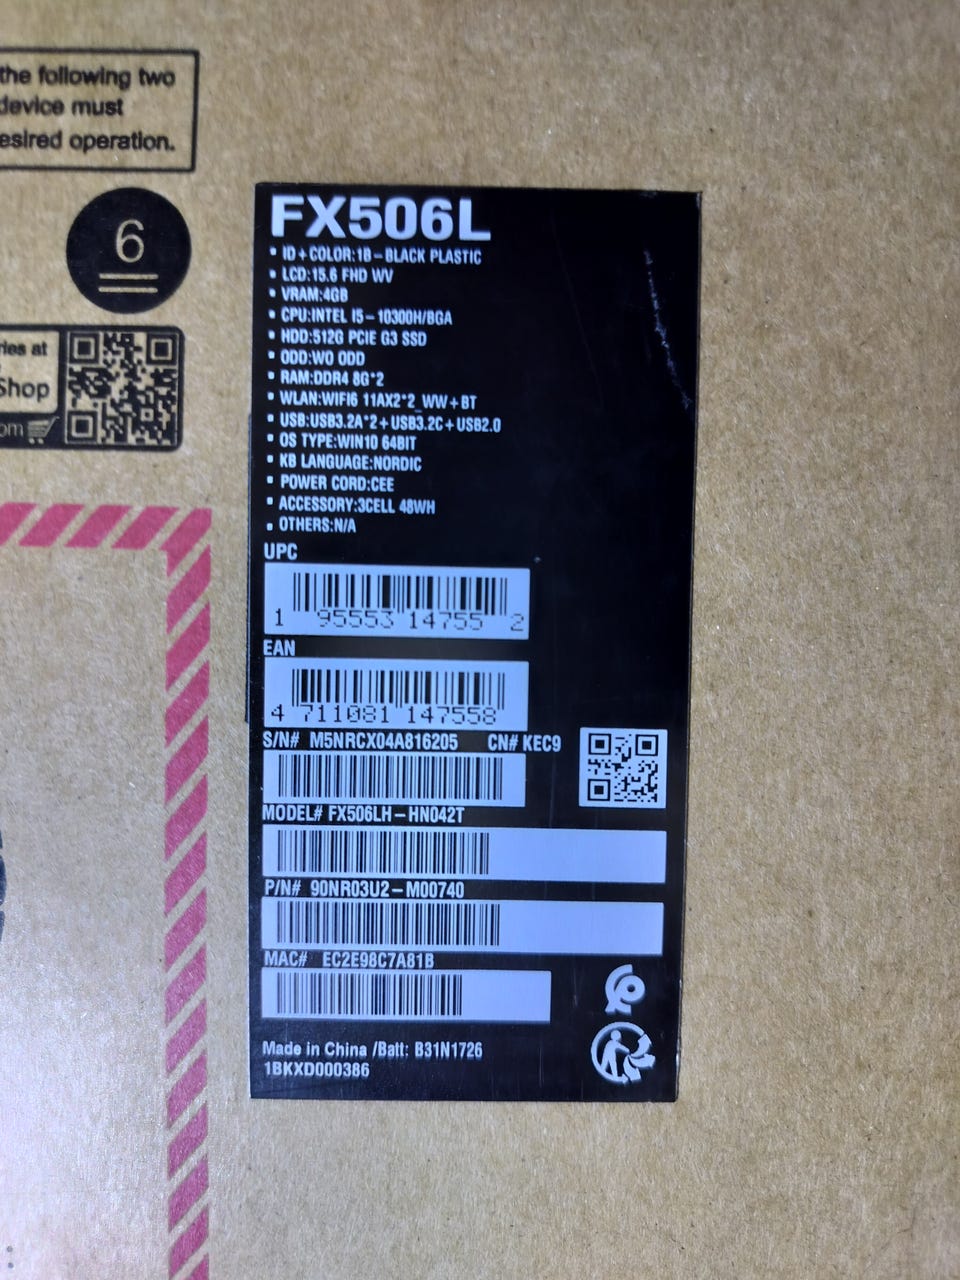 the following two
device must
esired operation.
6
ries at
Shop
om
FX506L
• ID+COLOR:1B-BLACK PLASTIC
• LCD:15.6 FHD WV
• VRAM:4GB
• CPU:INTEL I5-10300H/BGA
• HDD:512G PCIE G3 SSD
• ODD:WO ODD
• RAM:DDR4 8G*2
• WLAN:WIFI6 11AX2*2_WW+BT
• USB:USB3.2A*2+USB3.2C+USB2.0
• OS TYPE:WIN10 64BIT
• KB LANGUAGE:NORDIC
• POWER CORD:CEE
• ACCESSORY:3CELL 48WH
• OTHERS:N/A
UPC
1 95553 14755 2
EAN
4 711081 147558
S/N# M5NRCX04A816205 CN# KEC9
MODEL# FX506LH-HN042T
P/N# 90NR03U2-M00740
MAC# EC2E98C7A81B
Made in China /Batt: B31N1726
1BKXD000386